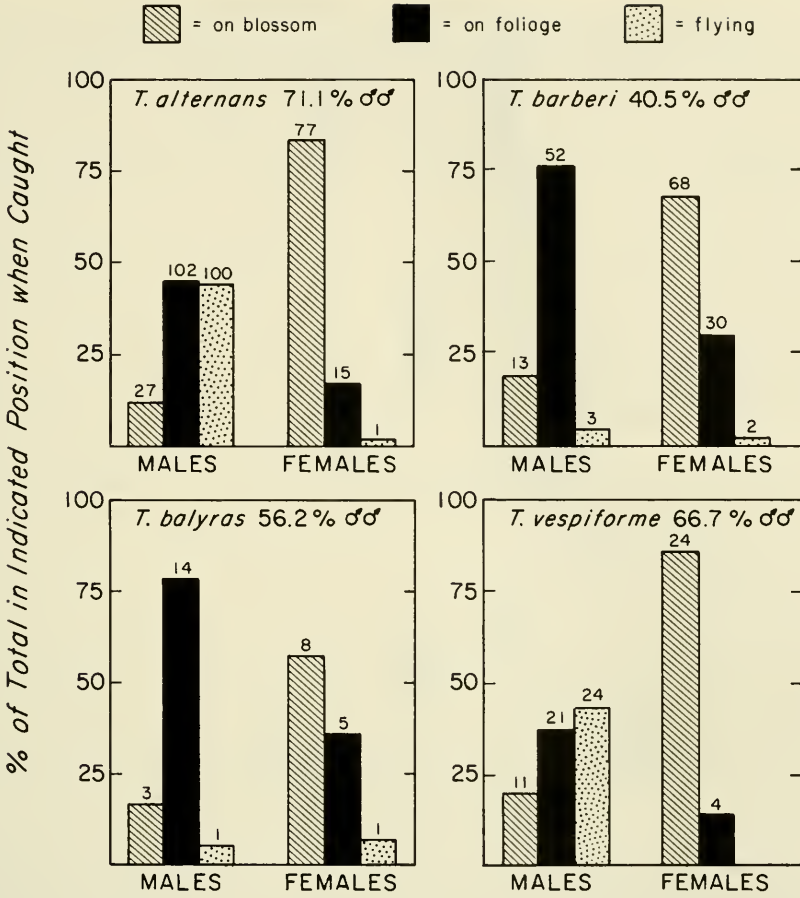 = on blossom = on foliage = flying
% of Total in Indicated Position when Caught
T. alternans 71.1 % ♂♂
100
75
50
25
27 102 100 77 15 1
MALES FEMALES
T. barberi 40.5 % ♂♂
100
75
50
25
13 52 3 68 30 2
MALES FEMALES
T. balyras 56.2 % ♂♂
100
75
50
25
3 14 1 8 5 1
MALES FEMALES
T. vespiforme 66.7 % ♂♂
100
75
50
25
11 21 24 24 4
MALES FEMALES